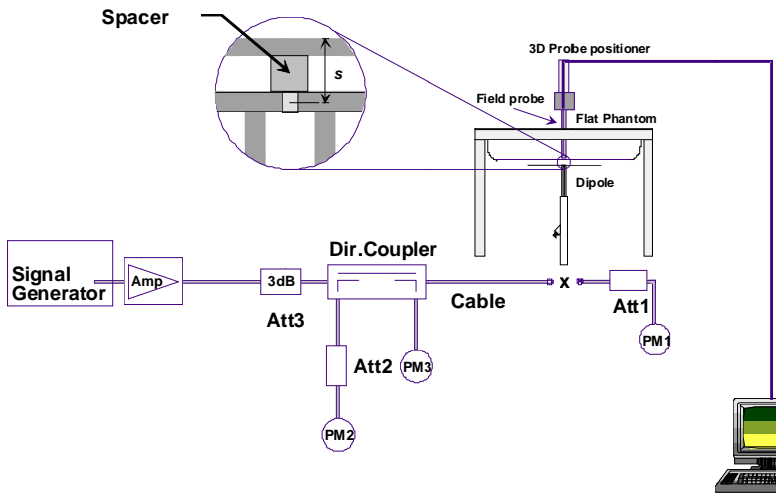 Spacer
s
3D Probe positioner
Field probe
Flat Phantom
Dipole
Signal
Generator
Amp
3dB
Att3
Dir.Coupler
Cable
x
Att1
PM1
Att2
PM3
PM2